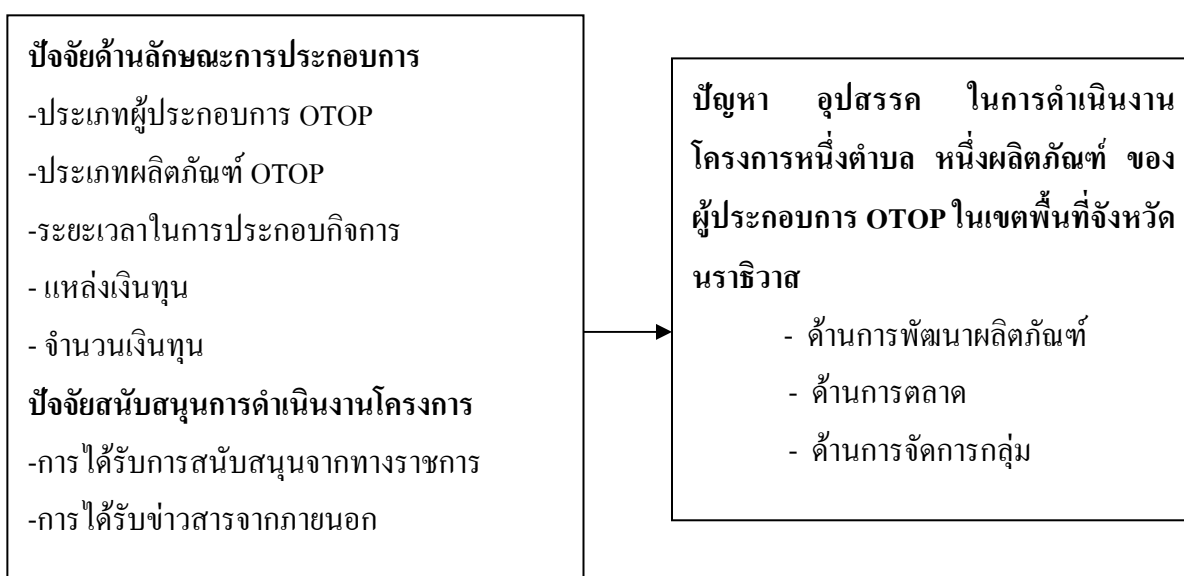 ปัจจัยด้านลักษณะการประกอบการ
-ประเภทผู้ประกอบการ OTOP
-ประเภทผลิตภัณฑ์ OTOP
-ระยะเวลาในการประกอบกิจการ
- แหล่งเงินทุน
- จำนวนเงินทุน
ปัจจัยสนับสนุนการดำเนินงานโครงการ
-การได้รับการสนับสนุนจากทางราชการ
-การได้รับข่าวสารจากภายนอก
ปัญหา อุปสรรค ในการดำเนินงาน
โครงการหนึ่งตำบล หนึ่งผลิตภัณฑ์ ของ
ผู้ประกอบการ OTOP ในเขตพื้นที่จังหวัด
นราธิวาส
- ด้านการพัฒนาผลิตภัณฑ์
- ด้านการตลาด
- ด้านการจัดการกลุ่ม